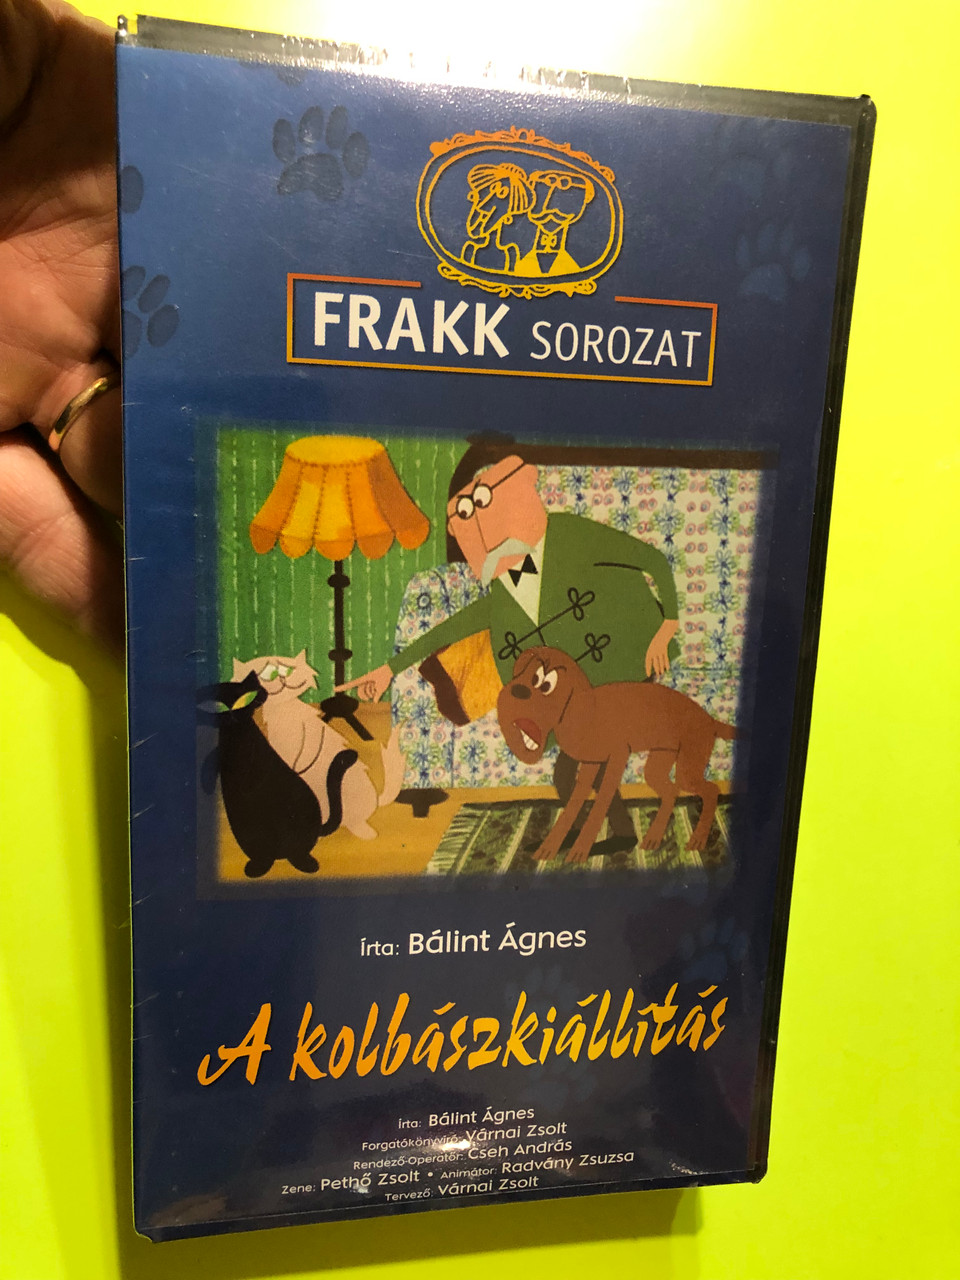 FRAKK SOROZAT
írta: Bálint Ágnes
A kolbászkiállítás
írta: Bálint Ágnes
Forgatókönyvíró: Várnai Zsolt
Rendező-Operatőr: Cseh András
Zene: Pethő Zsolt • Animátor: Radvány Zsuzsa
Tervező: Várnai Zsolt